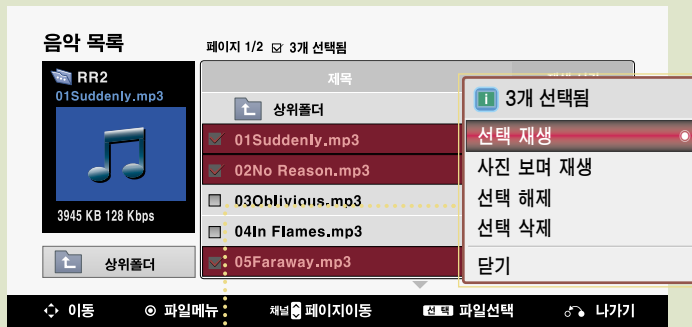 음악 목록
페이지 1/2 ☑ 3개 선택됨
RR2
01Suddenly.mp3
3945 KB 128 Kbps
상위폴더
제목
상위폴더
01Suddenly.mp3
02No Reason.mp3
03Oblivious.mp3
04In Flames.mp3
05Faraway.mp3
3개 선택됨
선택 재생
사진 보며 재생
선택 해제
선택 삭제
닫기
이동 ⊙ 파일메뉴 채널 페이지이동 선택 파일선택 나가기